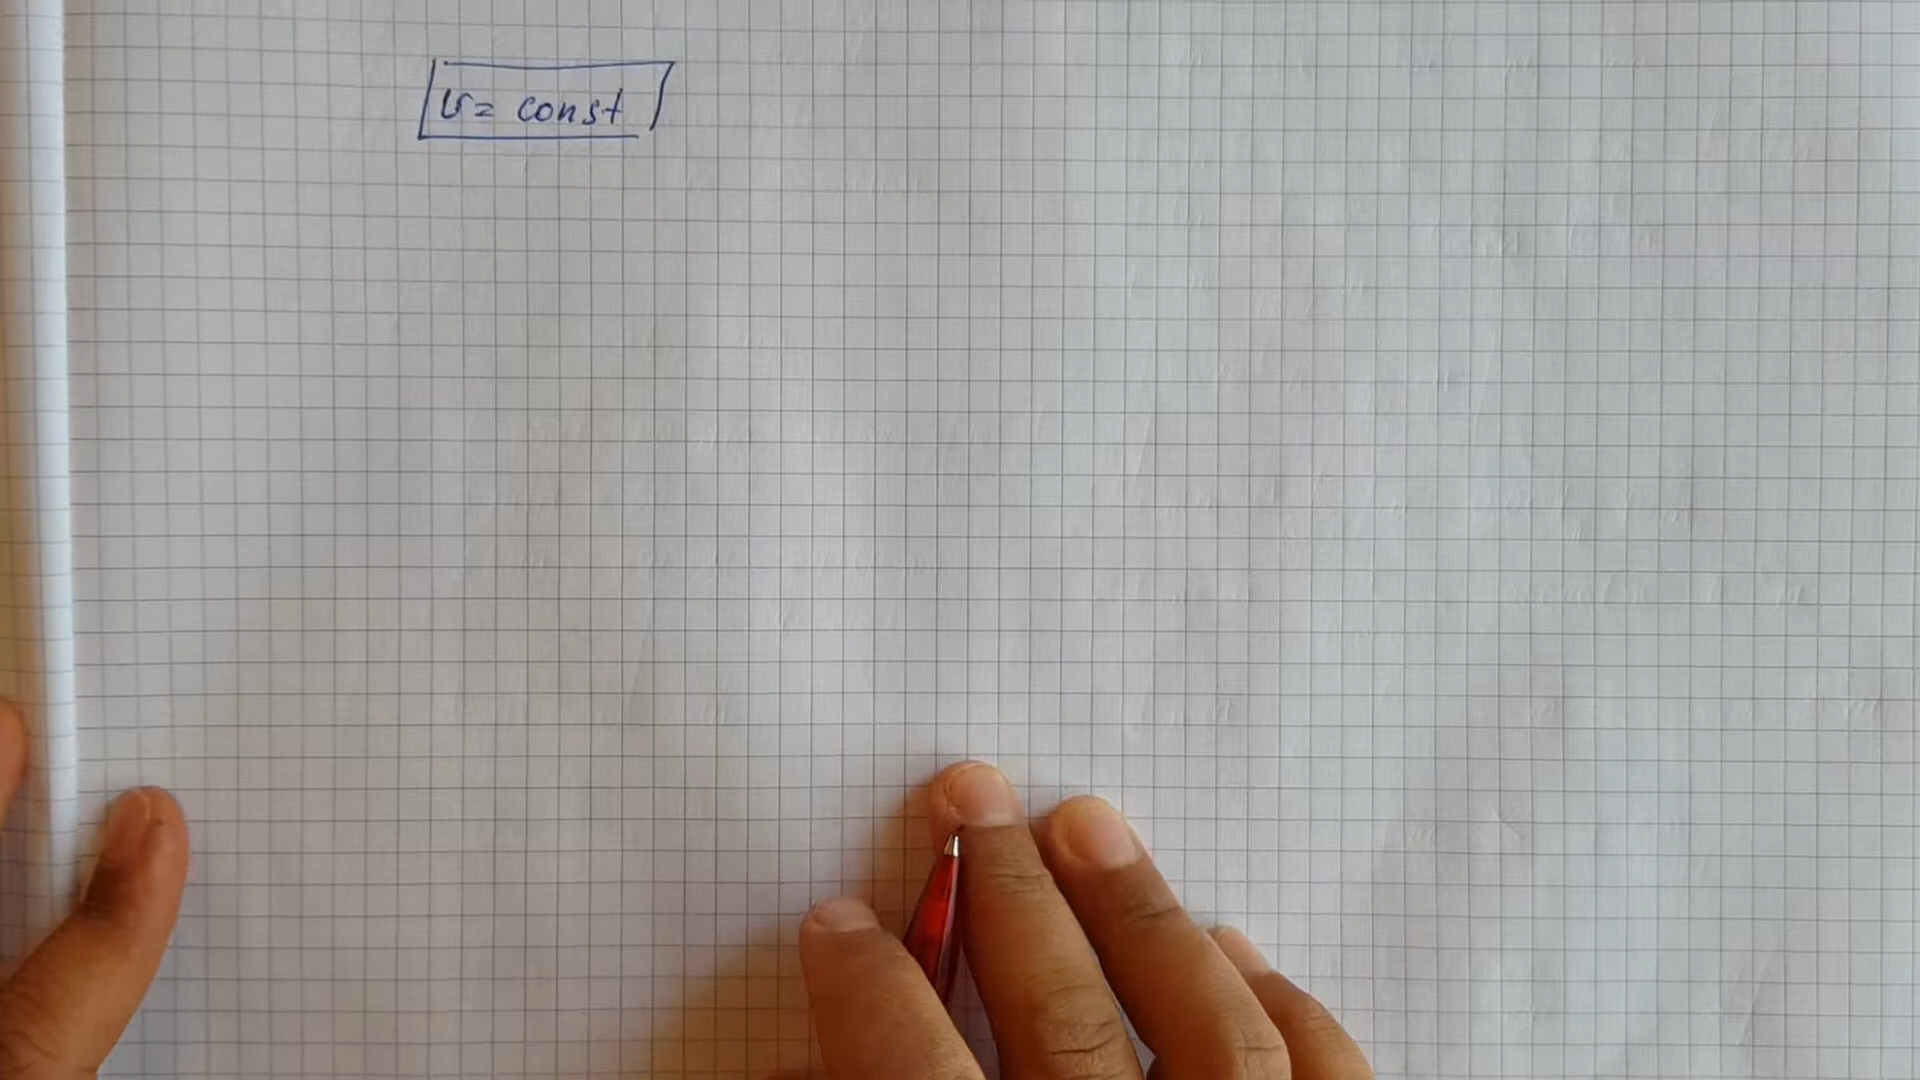 v = const